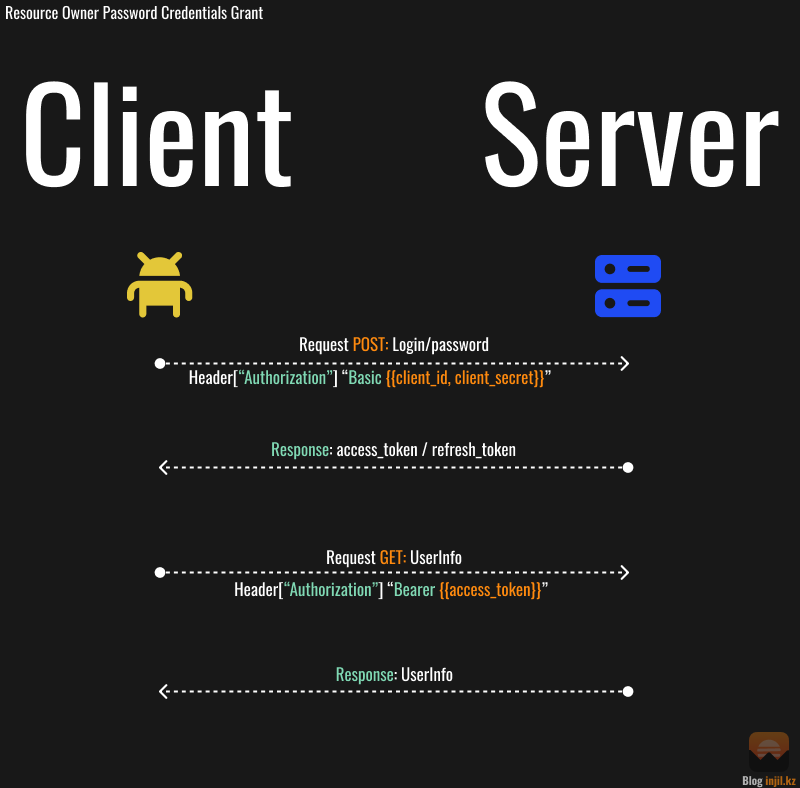 Resource Owner Password Credentials Grant
Client
Server
Request POST: Login/password
Header[“Authorization”] “Basic {{client_id, client_secret}}”
Response: access_token / refresh_token
Request GET: UserInfo
Header[“Authorization”] “Bearer {{access_token}}”
Response: UserInfo
Blog injil.kz